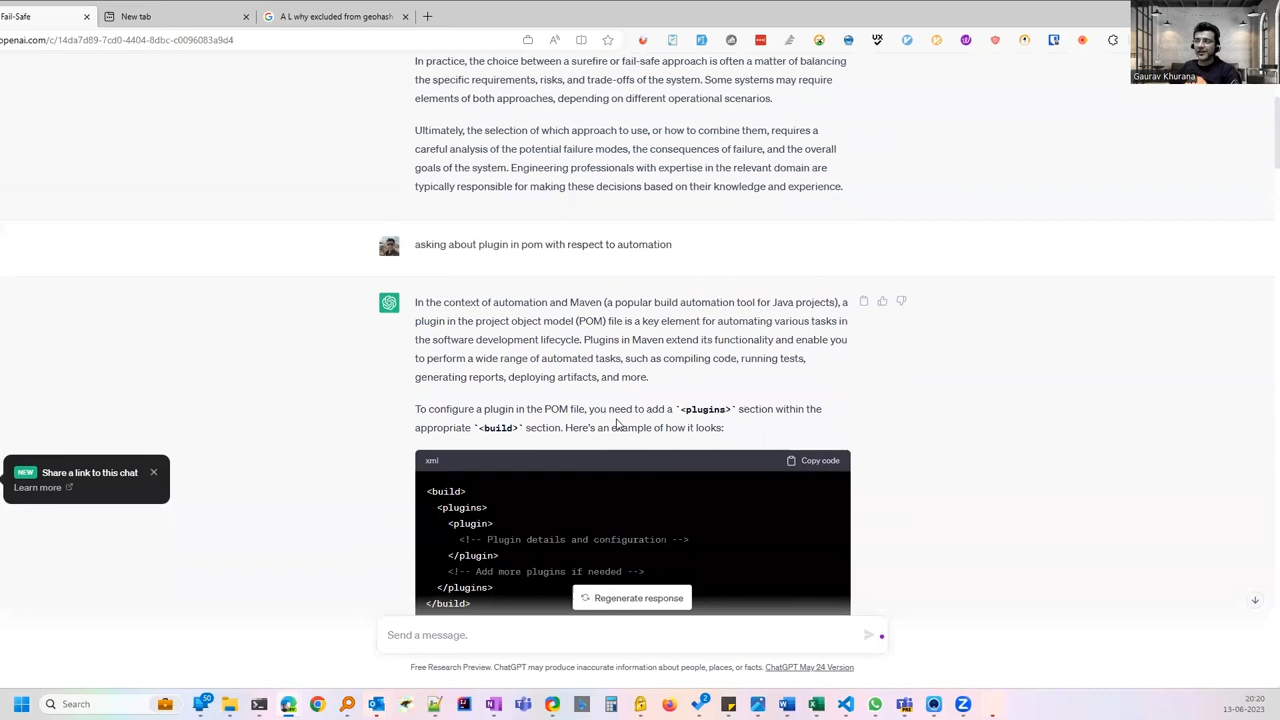 Fail-Safe
New tab
A L why excluded from geohash
openai.com/c/14da7d89-7cd0-4404-8dbc-c0096083a9d4
UX
Gaurav Khurana
In practice, the choice between a surefire or fail-safe approach is often a matter of balancing
the specific requirements, risks, and trade-offs of the system. Some systems may require
elements of both approaches, depending on different operational scenarios.
Ultimately, the selection of which approach to use, or how to combine them, requires a
careful analysis of the potential failure modes, the consequences of failure, and the overall
goals of the system. Engineering professionals with expertise in the relevant domain are
typically responsible for making these decisions based on their knowledge and experience.
asking about plugin in pom with respect to automation
In the context of automation and Maven (a popular build automation tool for Java projects), a
plugin in the project object model (POM) file is a key element for automating various tasks in
the software development lifecycle. Plugins in Maven extend its functionality and enable you
to perform a wide range of automated tasks, such as compiling code, running tests,
generating reports, deploying artifacts, and more.
To configure a plugin in the POM file, you need to add a `<plugins>` section within the
appropriate `<build>` section. Here's an example of how it looks:
NEW Share a link to this chat
Learn more
xml
Copy code
<build>
<plugins>
<plugin>
<!-- Plugin details and configuration -->
</plugin>
<!-- Add more plugins if needed -->
</plugins>
</build>
Regenerate response
Send a message.
Free Research Preview. ChatGPT may produce inaccurate information about people, places, or facts. ChatGPT May 24 Version
Search
50
2
20:20
13-06-2023